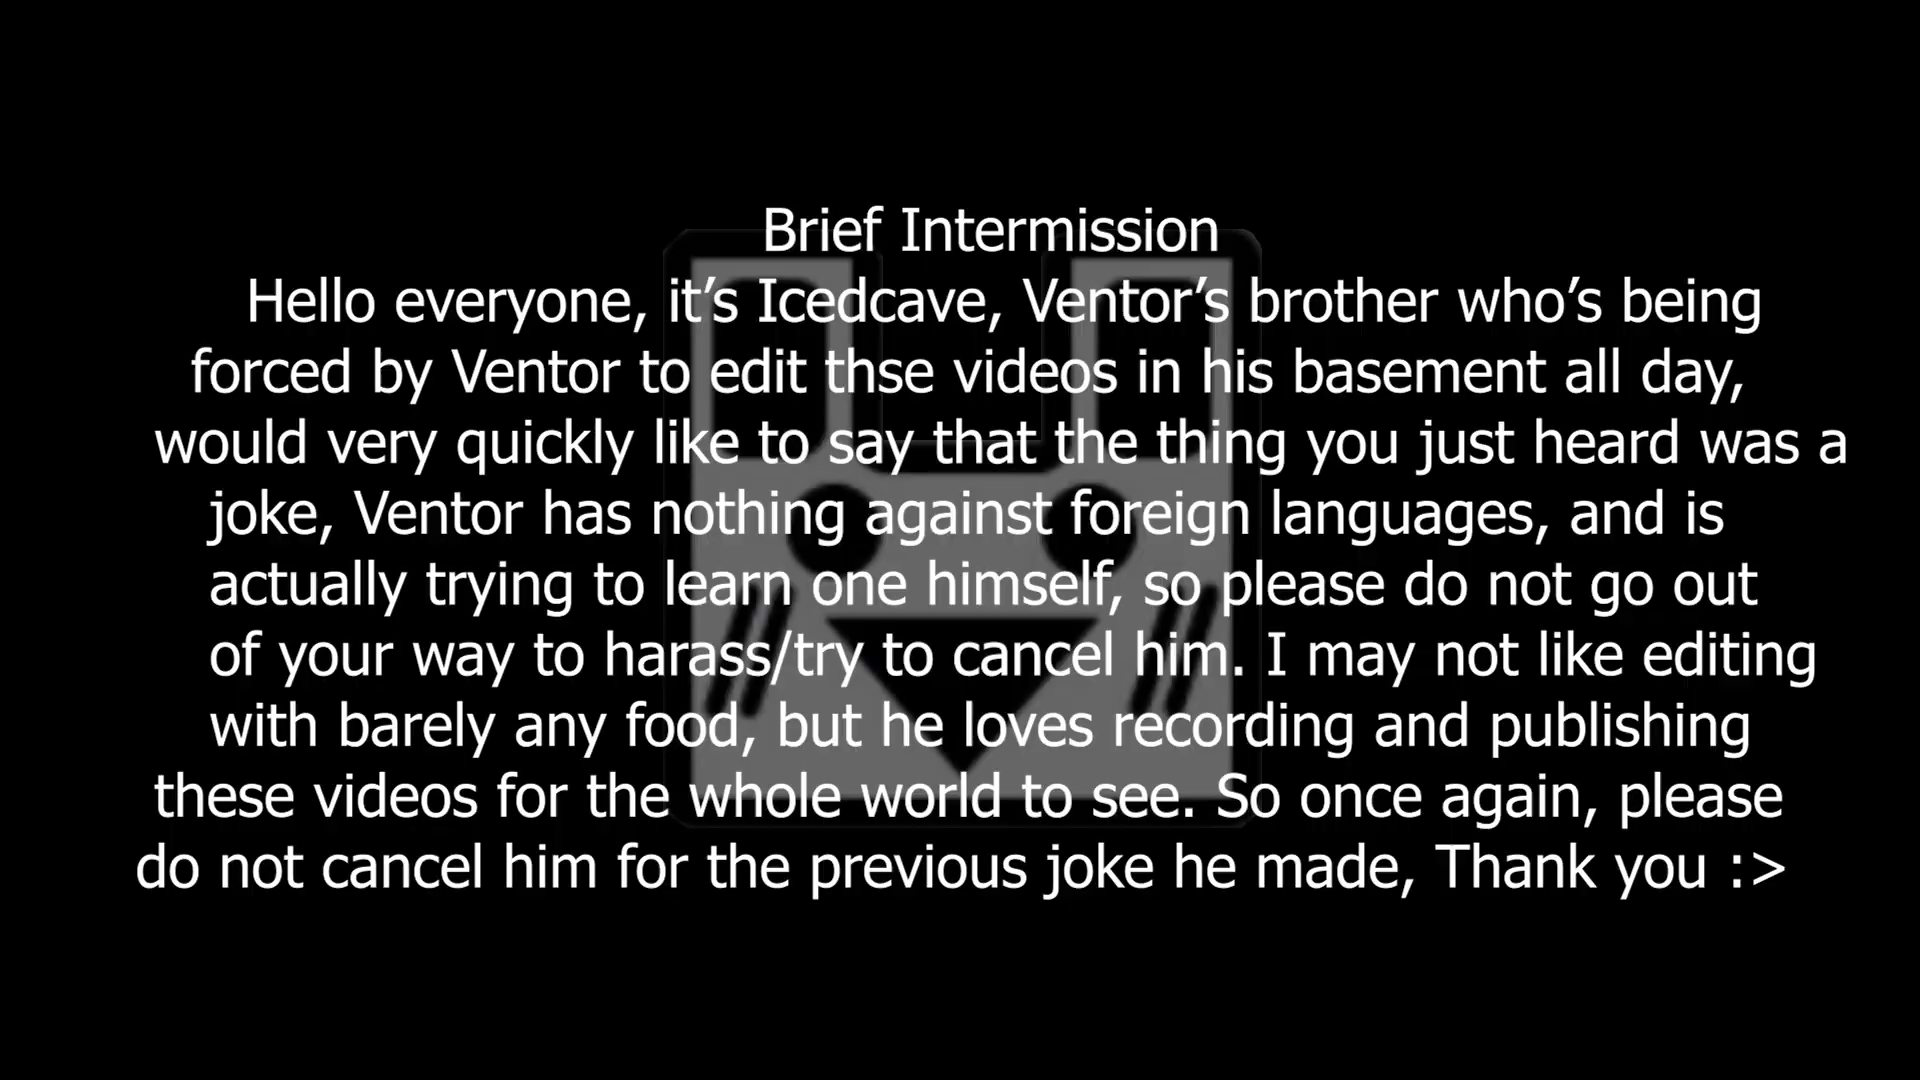 Brief Intermission
Hello everyone, it’s Icedcave, Ventor’s brother who’s being
forced by Ventor to edit thse videos in his basement all day,
would very quickly like to say that the thing you just heard was a
joke, Ventor has nothing against foreign languages, and is
actually trying to learn one himself, so please do not go out
of your way to harass/try to cancel him. I may not like editing
with barely any food, but he loves recording and publishing
these videos for the whole world to see. So once again, please
do not cancel him for the previous joke he made, Thank you :>